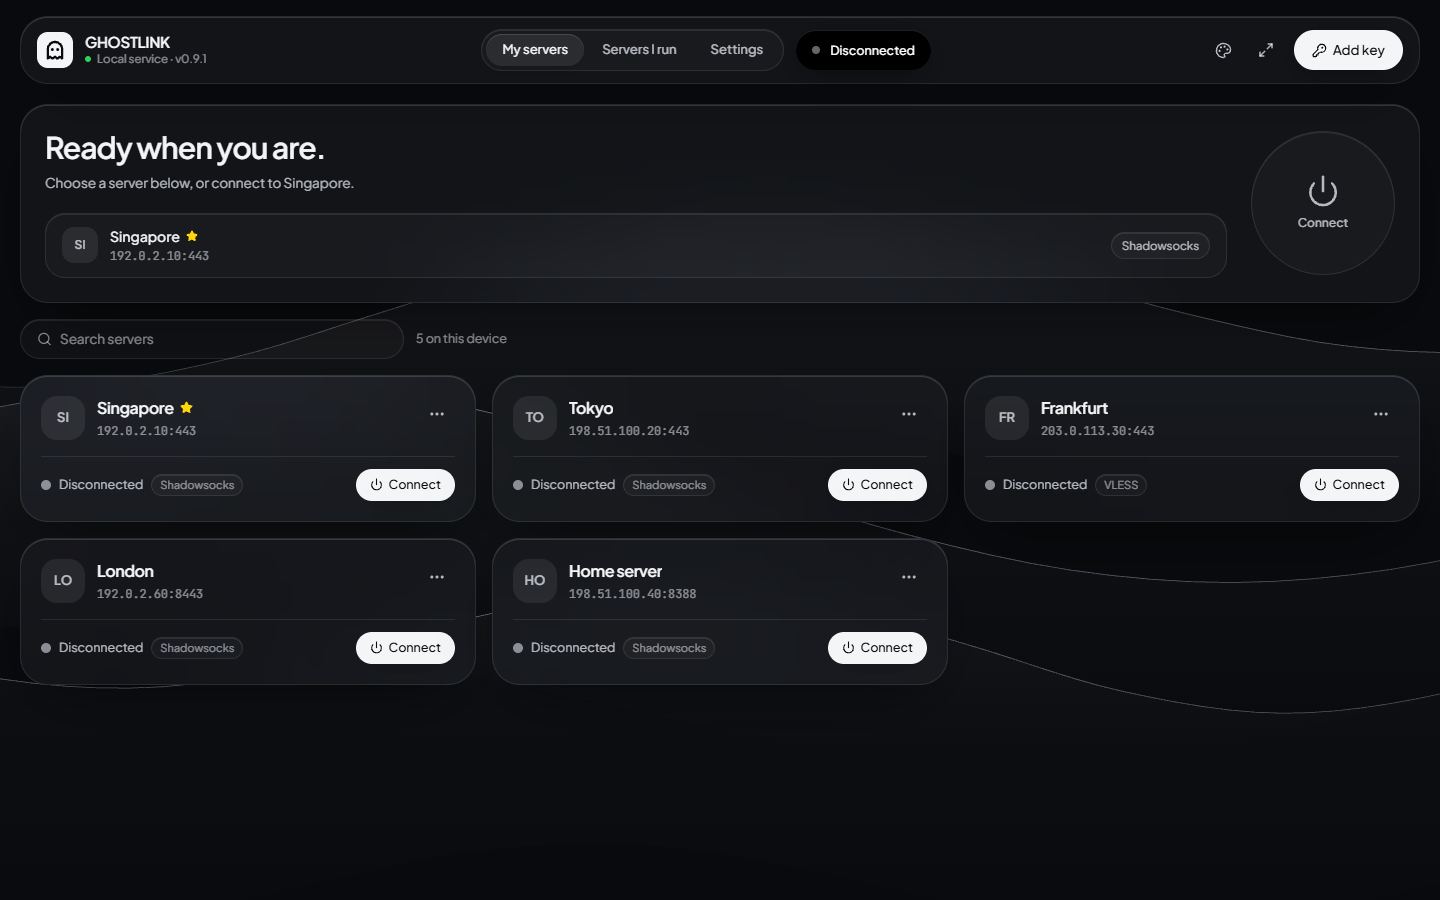 GHOSTLINK
Local service · v0.9.1
My servers
Servers I run
Settings
Disconnected
Add key
Ready when you are.
Choose a server below, or connect to Singapore.
SI
Singapore
192.0.2.10:443
Shadowsocks
Connect
Search servers
5 on this device
SI
Singapore
192.0.2.10:443
Disconnected
Shadowsocks
Connect
TO
Tokyo
198.51.100.20:443
Disconnected
Shadowsocks
Connect
FR
Frankfurt
203.0.113.30:443
Disconnected
VLESS
Connect
LO
London
192.0.2.60:8443
Disconnected
Shadowsocks
Connect
HO
Home server
198.51.100.40:8388
Disconnected
Shadowsocks
Connect